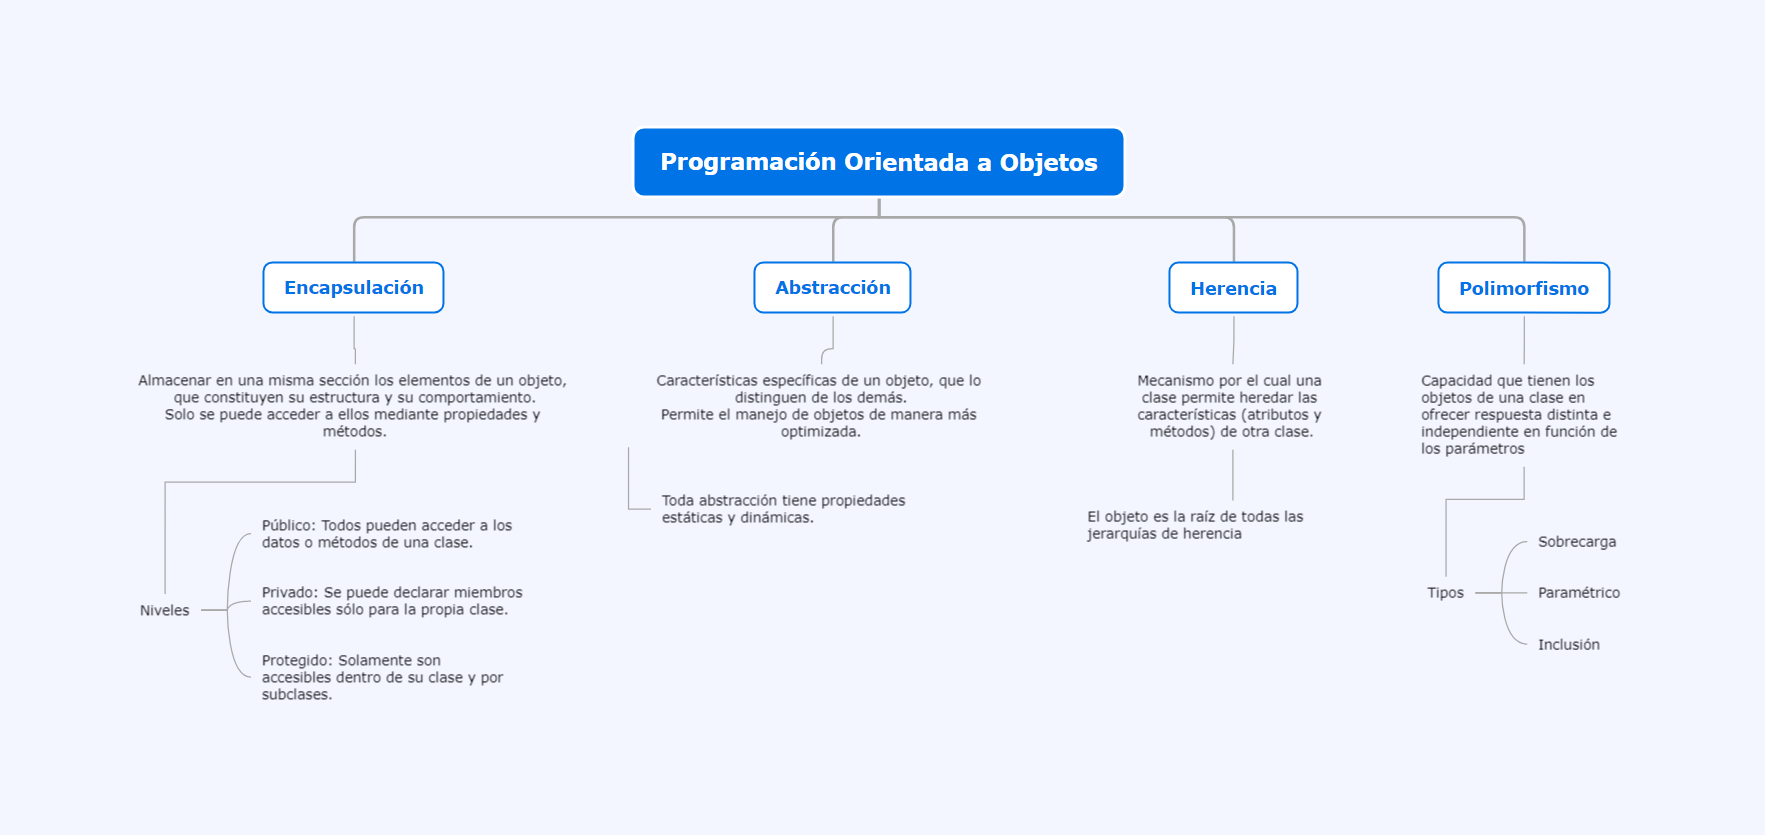 Programación Orientada a Objetos
Encapsulación
Almacenar en una misma sección los elementos de un objeto,
que constituyen su estructura y su comportamiento.
Solo se puede acceder a ellos mediante propiedades y
métodos.
Niveles
Público: Todos pueden acceder a los
datos o métodos de una clase.
Privado: Se puede declarar miembros
accesibles sólo para la propia clase.
Protegido: Solamente son
accesibles dentro de su clase y por
subclases.
Abstracción
Características específicas de un objeto, que lo
distinguen de los demás.
Permite el manejo de objetos de manera más
optimizada.
Toda abstracción tiene propiedades
estáticas y dinámicas.
Herencia
Mecanismo por el cual una
clase permite heredar las
características (atributos y
métodos) de otra clase.
El objeto es la raíz de todas las
jerarquías de herencia
Polimorfismo
Capacidad que tienen los
objetos de una clase en
ofrecer respuesta distinta e
independiente en función de
los parámetros
Tipos
Sobrecarga
Paramétrico
Inclusión